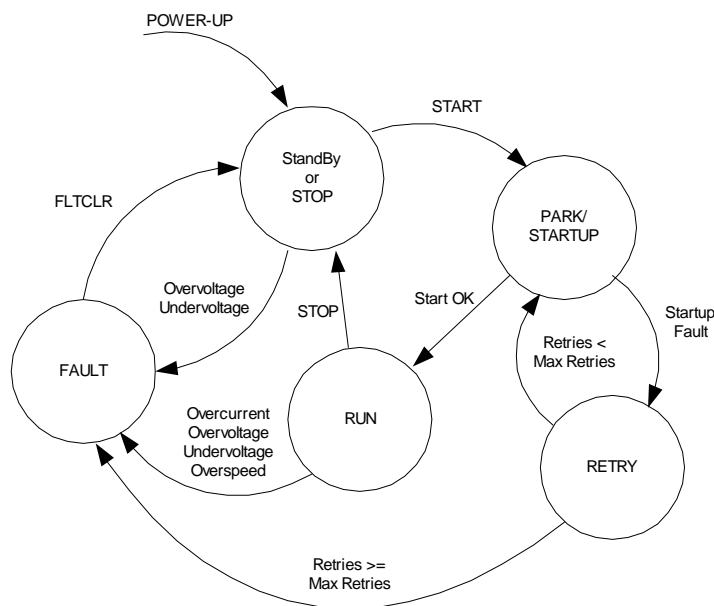 POWER-UP
START
StandBy
or
STOP
FLTCLR
PARK/
STARTUP
Overvoltage
Undervoltage
STOP
Start OK
Startup
Fault
Retries <
Max Retries
FAULT
Overcurrent
Overvoltage
Undervoltage
Overspeed
RUN
RETRY
Retries >=
Max Retries